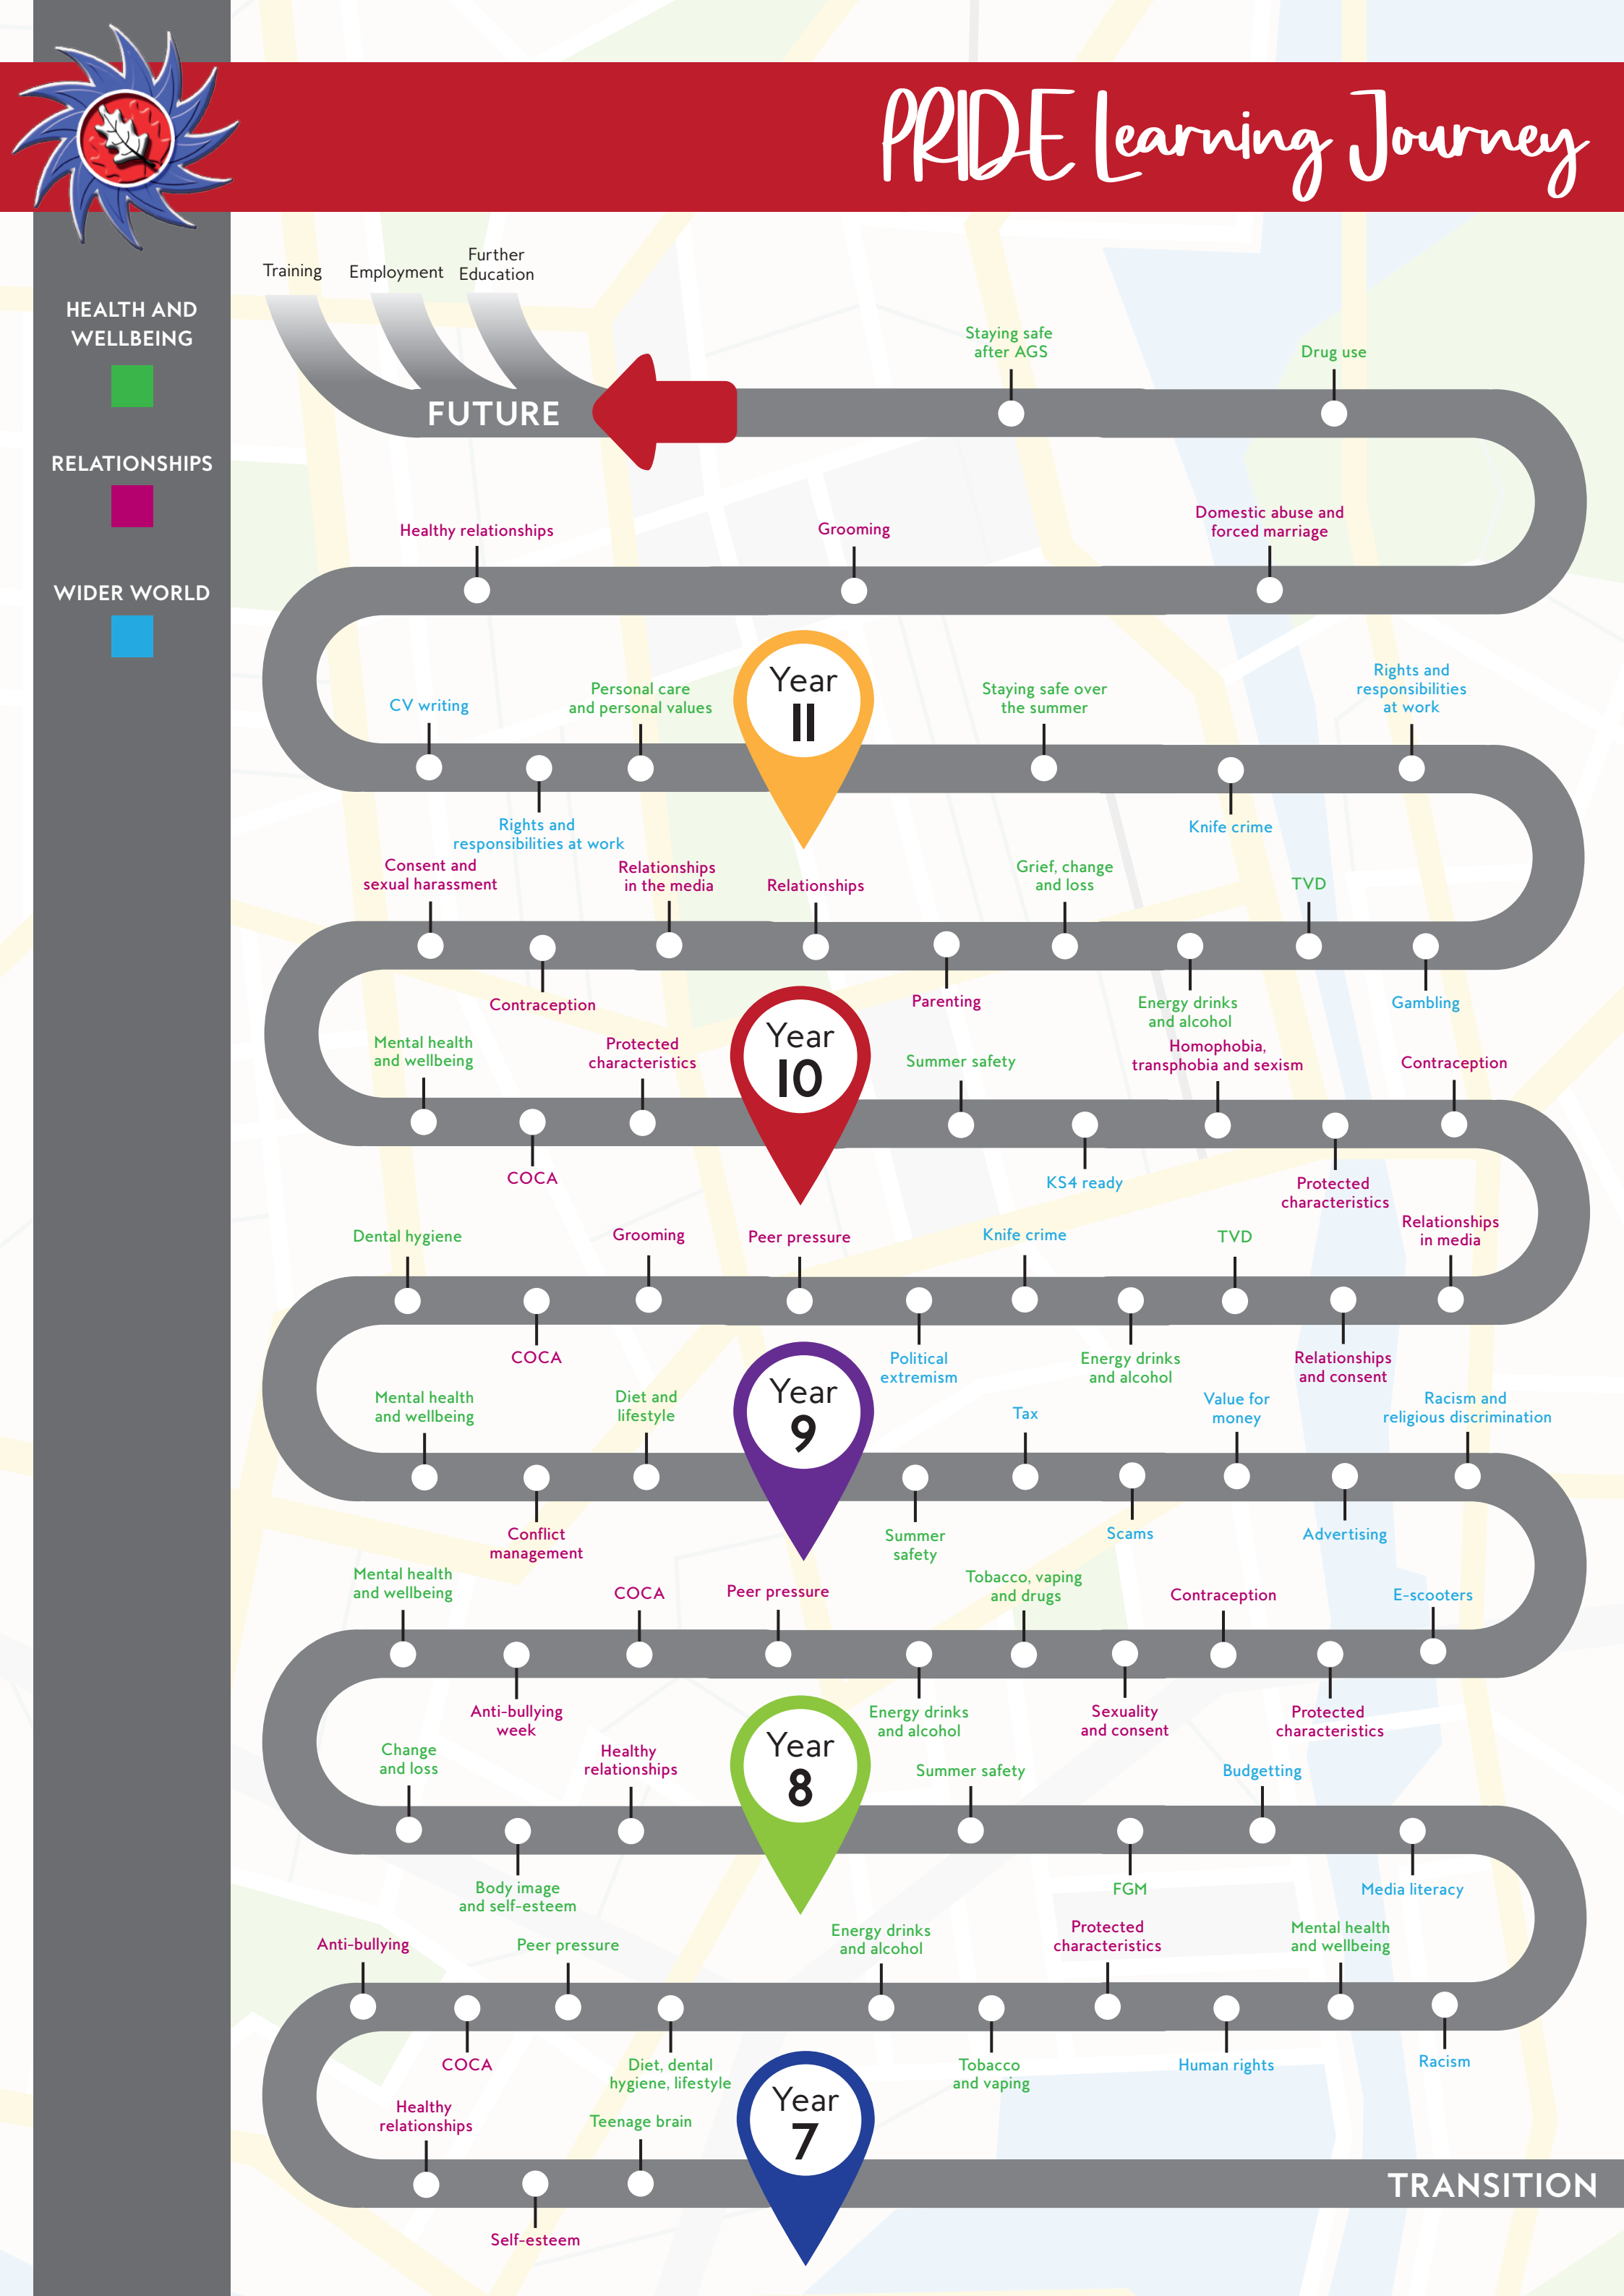 PRIDE Learning Journey
HEALTH AND
WELLBEING
RELATIONSHIPS
WIDER WORLD
Training
Employment
Further
Education
FUTURE
Staying safe
after AGS
Drug use
Healthy relationships
Grooming
Domestic abuse and
forced marriage
Year
11
CV writing
Personal care
and personal values
Staying safe over
the summer
Rights and
responsibilities
at work
Rights and
responsibilities at work
Knife crime
Consent and
sexual harassment
Relationships
in the media
Relationships
Grief, change
and loss
TVD
Contraception
Parenting
Energy drinks
and alcohol
Gambling
Year
10
Mental health
and wellbeing
Protected
characteristics
Summer safety
Homophobia,
transphobia and sexism
Contraception
COCA
KS4 ready
Protected
characteristics
Dental hygiene
Grooming
Peer pressure
Knife crime
TVD
Relationships
in media
COCA
Political
extremism
Energy drinks
and alcohol
Relationships
and consent
Year
9
Mental health
and wellbeing
Diet and
lifestyle
Tax
Value for
money
Racism and
religious discrimination
Conflict
management
Summer
safety
Scams
Advertising
Mental health
and wellbeing
COCA
Peer pressure
Tobacco, vaping
and drugs
Contraception
E-scooters
Anti-bullying
week
Energy drinks
and alcohol
Sexuality
and consent
Protected
characteristics
Year
8
Change
and loss
Healthy
relationships
Summer safety
Budgetting
Body image
and self-esteem
FGM
Media literacy
Anti-bullying
Peer pressure
Energy drinks
and alcohol
Protected
characteristics
Mental health
and wellbeing
COCA
Diet, dental
hygiene, lifestyle
Tobacco
and vaping
Human rights
Racism
Year
7
Healthy
relationships
Teenage brain
Self-esteem
TRANSITION